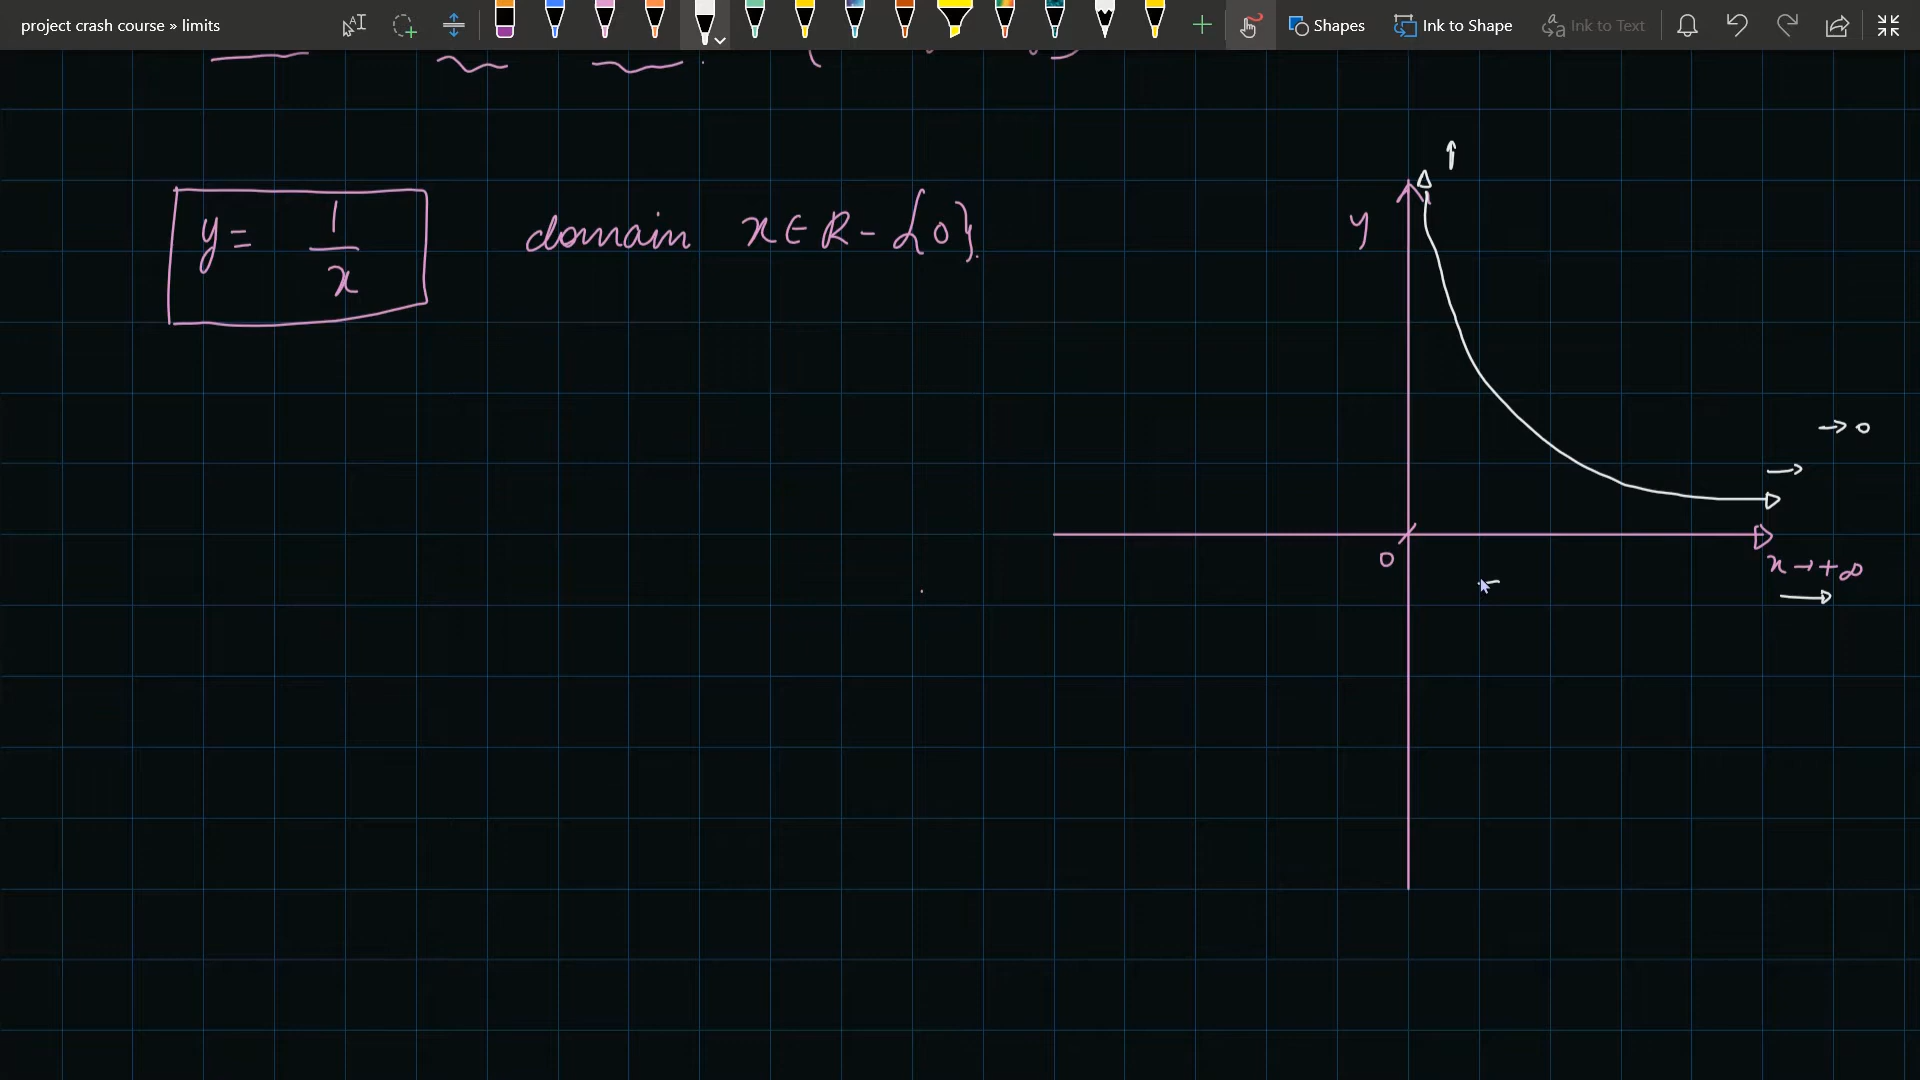 project crash course » limits
Shapes
Ink to Shape
Ink to Text
y = 1/x
domain x ∈ R - {0}.
y
→ 0
0
x → + ∞